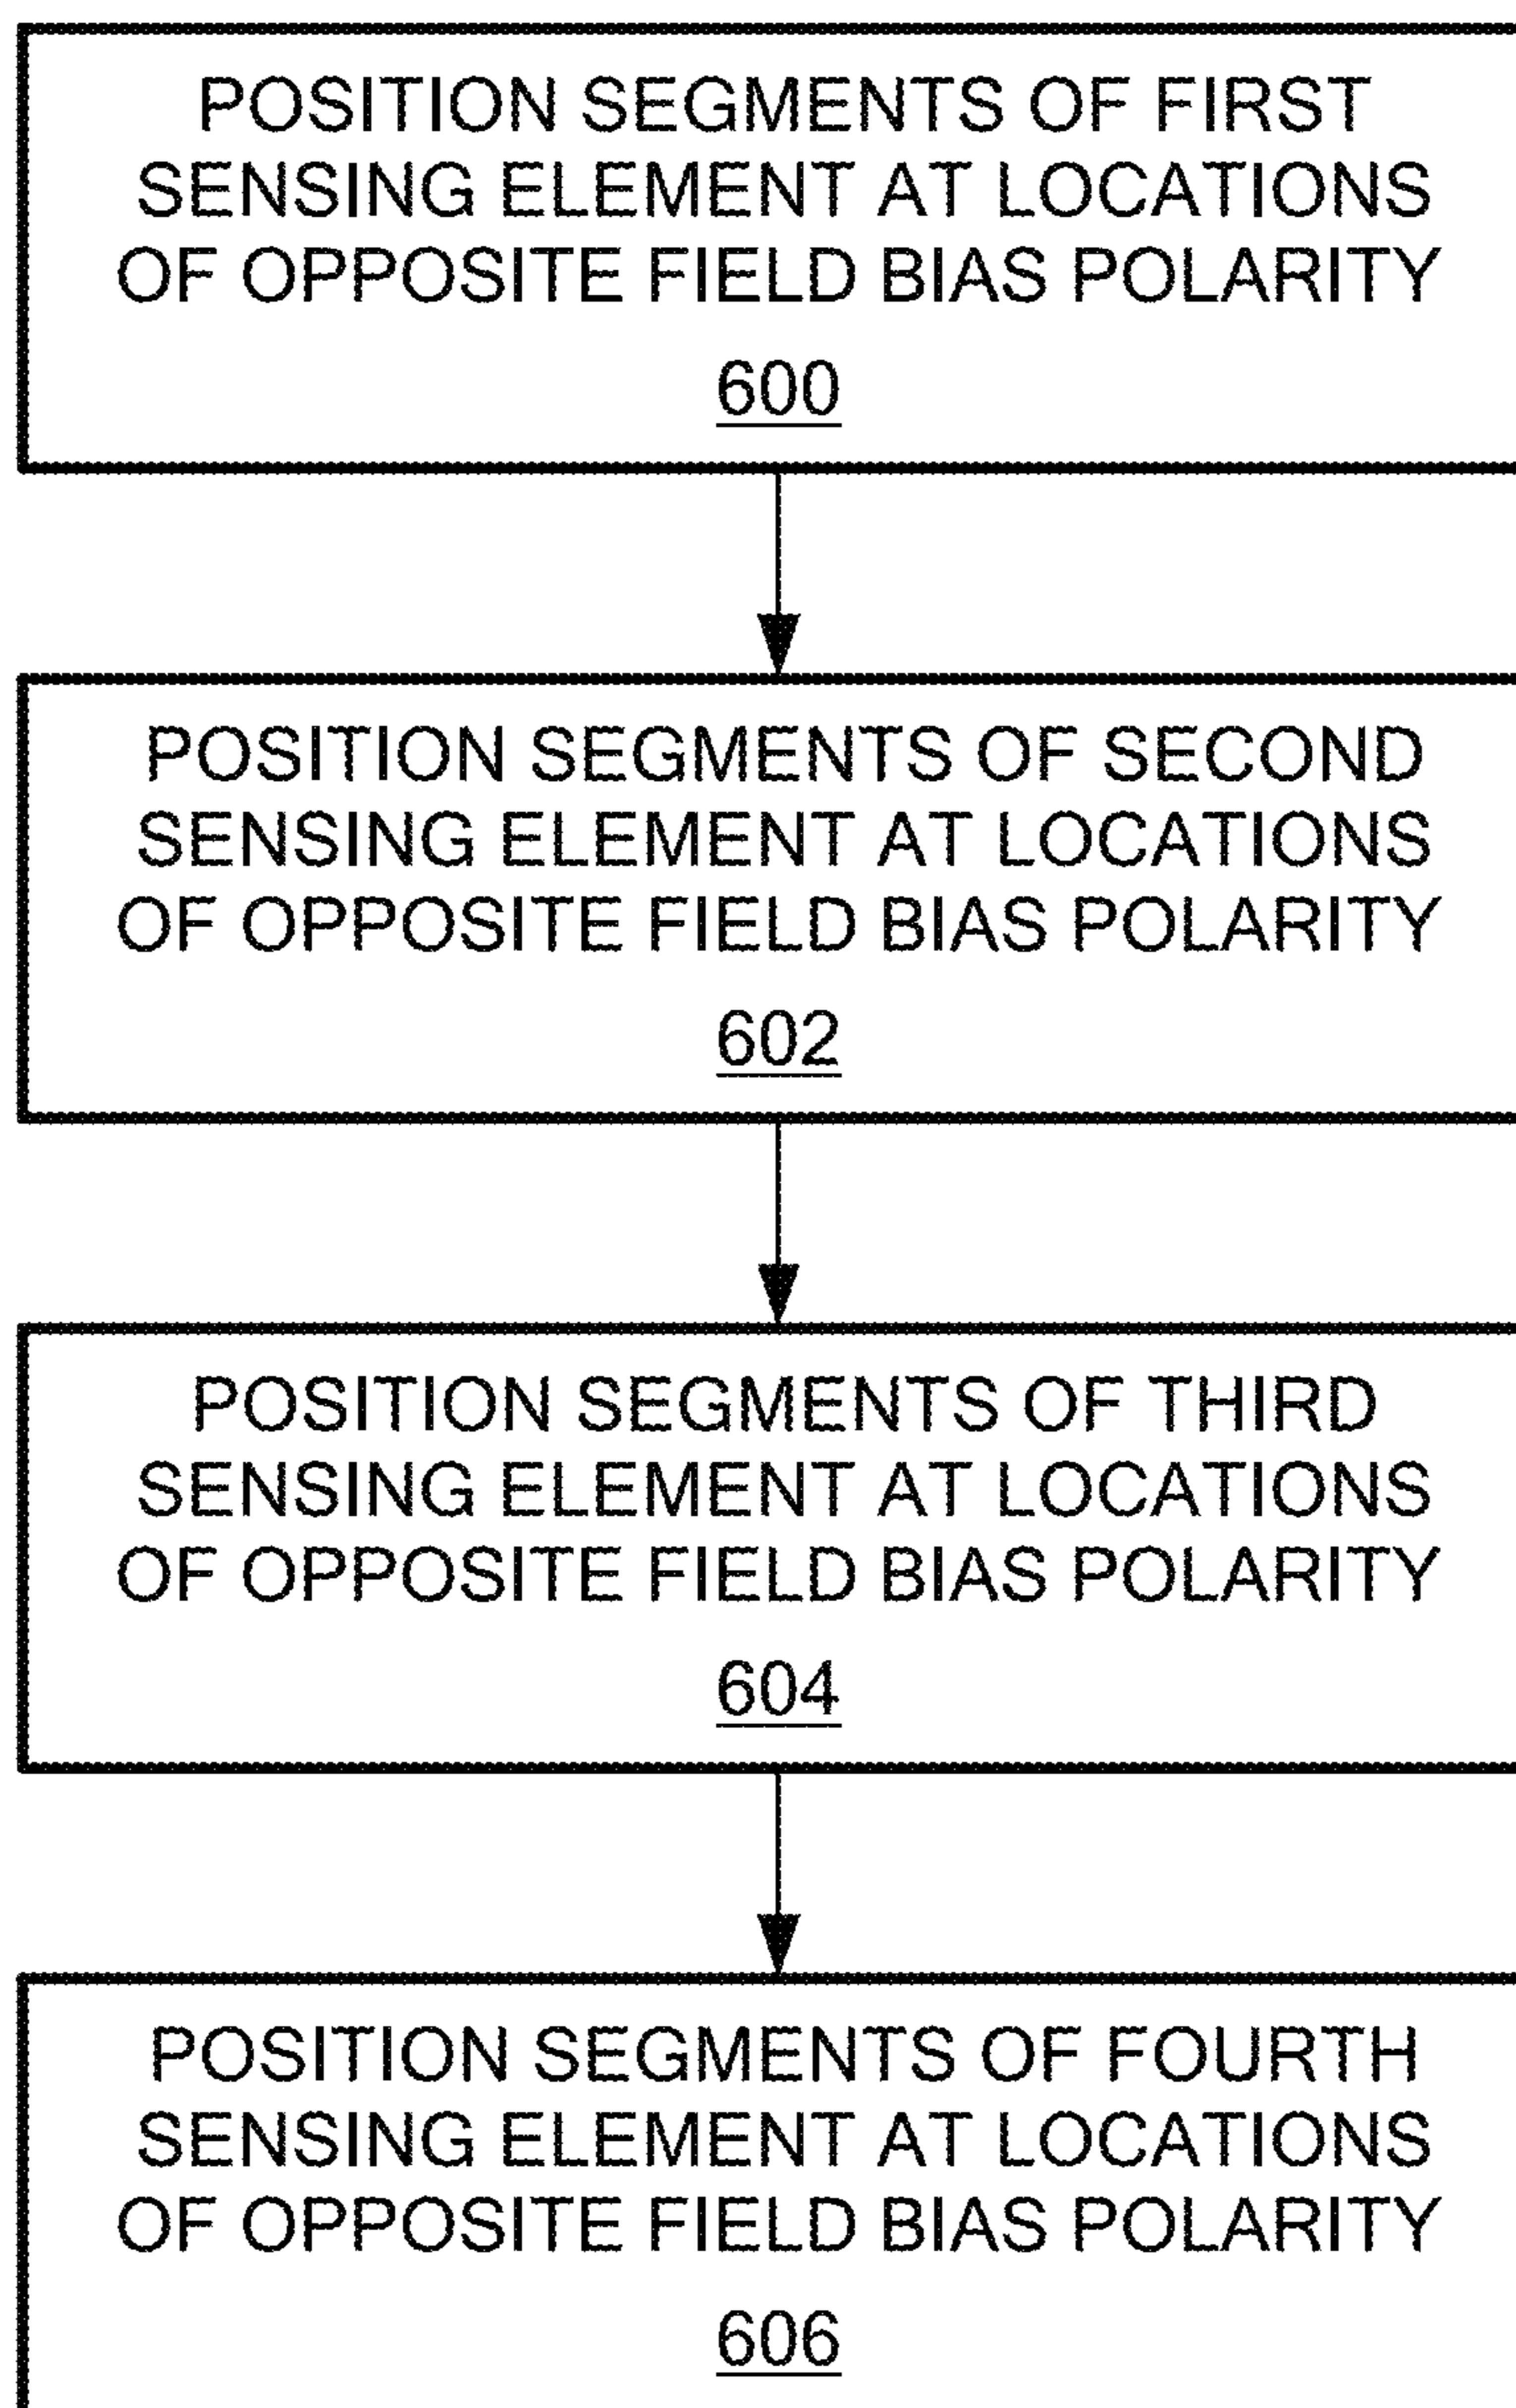 POSITION SEGMENTS OF FIRST
SENSING ELEMENT AT LOCATIONS
OF OPPOSITE FIELD BIAS POLARITY
600
POSITION SEGMENTS OF SECOND
SENSING ELEMENT AT LOCATIONS
OF OPPOSITE FIELD BIAS POLARITY
602
POSITION SEGMENTS OF THIRD
SENSING ELEMENT AT LOCATIONS
OF OPPOSITE FIELD BIAS POLARITY
604
POSITION SEGMENTS OF FOURTH
SENSING ELEMENT AT LOCATIONS
OF OPPOSITE FIELD BIAS POLARITY
606